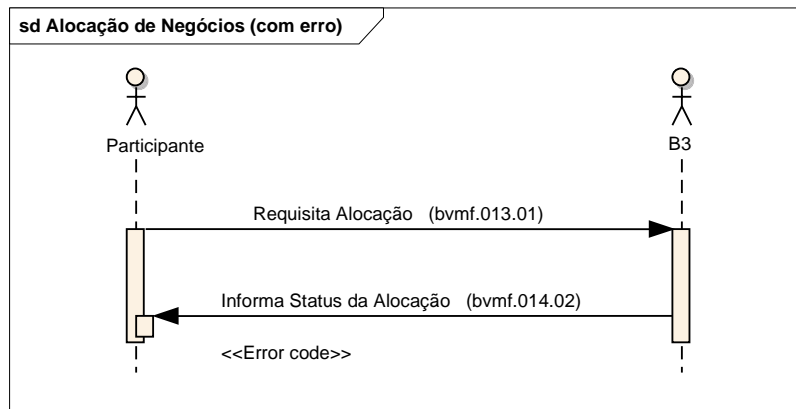 sd Alocação de Negócios (com erro)
Participante
B3
Requisita Alocação (bvmf.013.01)
Informa Status da Alocação (bvmf.014.02)
<<Error code>>